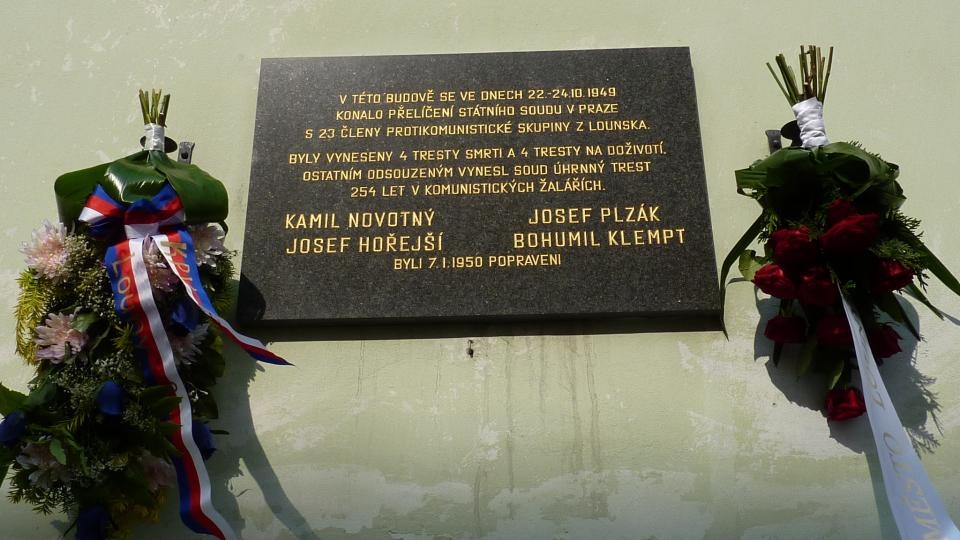 V TÉTO BUDOVĚ SE VE DNECH 22.-24.10.1949
KONALO PŘELÍČENÍ STÁTNÍHO SOUDU V PRAZE
S 23 ČLENY PROTIKOMUNISTICKÉ SKUPINY Z LOUNSKA.
BYLY VYNESENY 4 TRESTY SMRTI A 4 TRESTY NA DOŽIVOTÍ.
OSTATNÍM ODSOUZENÝM VYNESL SOUD ÚHRNNÝ TREST
254 LET V KOMUNISTICKÝCH ŽALÁŘÍCH.
KAMIL NOVOTNÝ JOSEF PLZÁK
JOSEF HOŘEJŠÍ BOHUMIL KLEMPT
BYLI 7.1.1950 POPRAVENI
MĚSTO